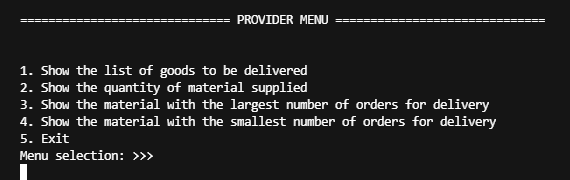 ============================== PROVIDER MENU ==============================
1. Show the list of goods to be delivered
2. Show the quantity of material supplied
3. Show the material with the largest number of orders for delivery
4. Show the material with the smallest number of orders for delivery
5. Exit
Menu selection: >>>